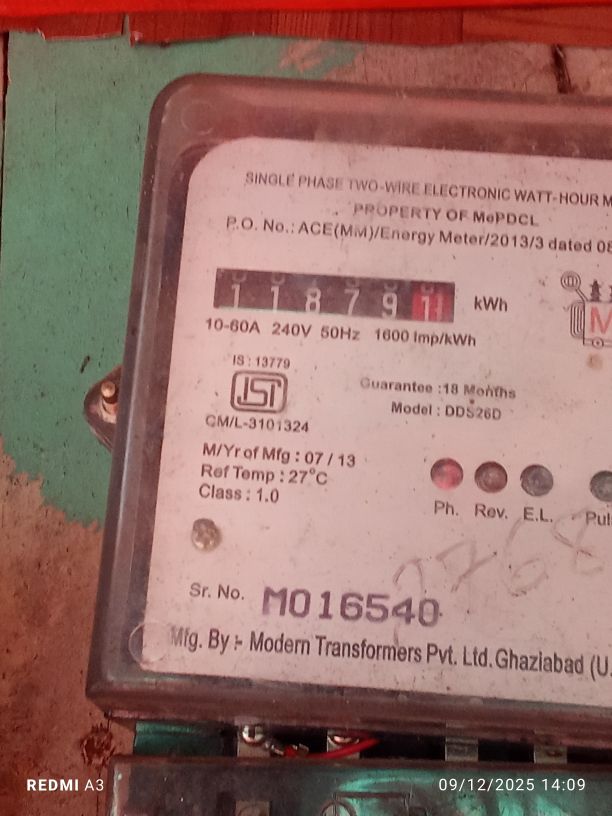 SINGLE PHASE TWO-WIRE ELECTRONIC WATT-HOUR
PROPERTY OF MePDCL
P.O. No.: ACE(MM)/Energy Meter/2013/3 dated 08
1 1 8 7 9 1 kWh
10-60A 240V 50Hz 1600 Imp/kWh
IS : 13779
ISI
CM/L-3101324
Guarantee : 18 Months
Model : DDS26D
M/Yr of Mfg : 07 / 13
Ref Temp : 27°C
Class : 1.0
Ph. Rev. E.L.
Sr. No. M016540
Mfg. By :- Modern Transformers Pvt. Ltd. Ghaziabad (U.
REDMI A3
09/12/2025 14:09